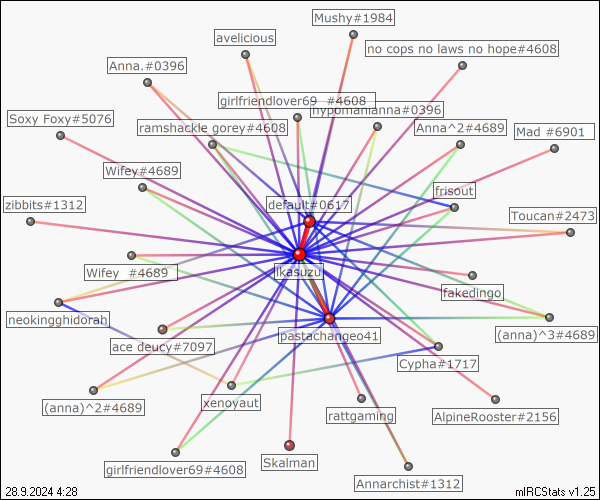 Mushy#1984
avelicious
no cops no laws no hope#4608
Anna.#0396
girlfriendlover69__#4608
hypomanianna#0396
Soxy Foxy#5076
ramshackle gorey#4608
Anna^2#4689
Mad_#6901
Wifey#4689
frisout
zibbits#1312
default#0617
Toucan#2473
Wifey_#4689
Ikasuzu
fakedingo
neokingghidorah
pastachangeo41
(anna)^3#4689
ace deucy#7097
Cypha#1717
(anna)^2#4689
xenoyaut
rattgaming
AlpineRooster#2156
girlfriendlover69#4608
Skalman
Annarchist#1312
28.9.2024 4:28
mIRCStats v1.25